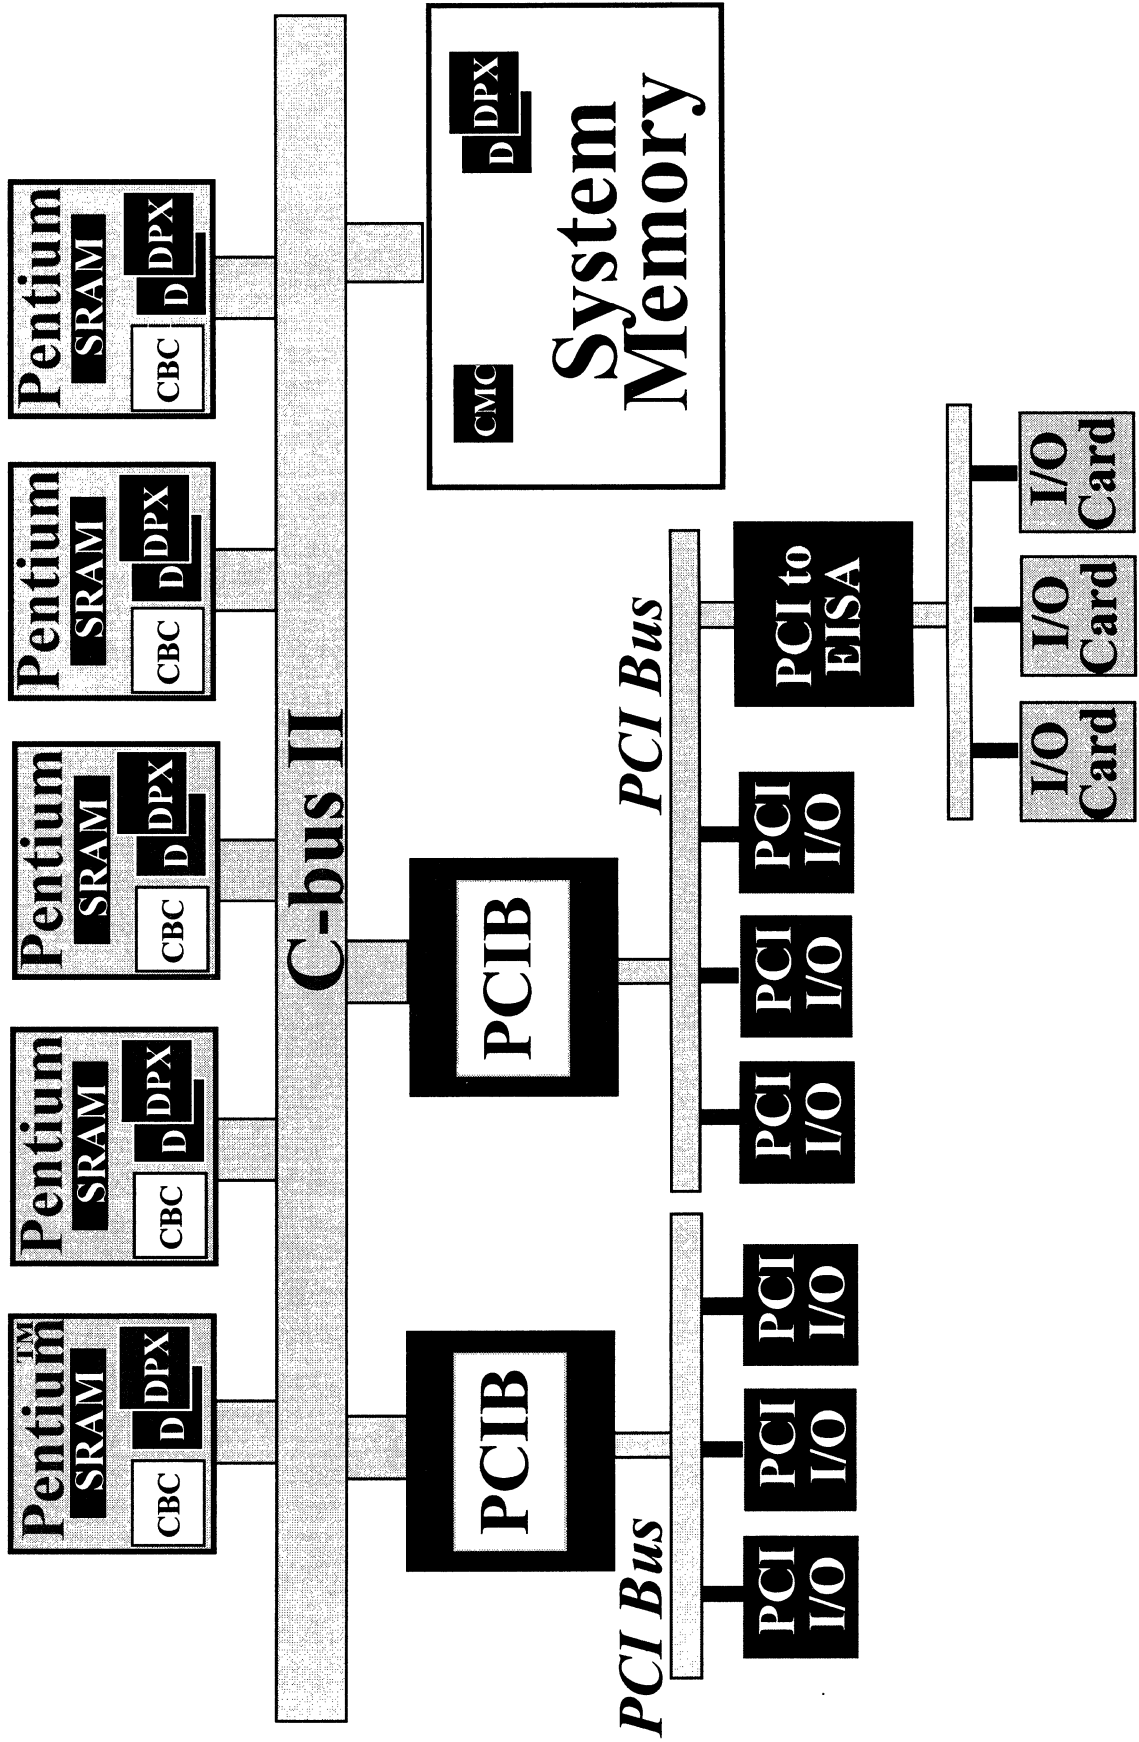 Pentium™
SRAM
CBC
D
DPX
Pentium
SRAM
CBC
D
DPX
Pentium
SRAM
CBC
D
DPX
Pentium
SRAM
CBC
D
DPX
Pentium
SRAM
CBC
D
DPX
C-bus II
PCIB
PCIB
CMC
D
DPX
System
Memory
PCI Bus
PCI Bus
PCI
I/O
PCI
I/O
PCI
I/O
PCI
I/O
PCI
I/O
PCI
I/O
PCI to
EISA
I/O
Card
I/O
Card
I/O
Card